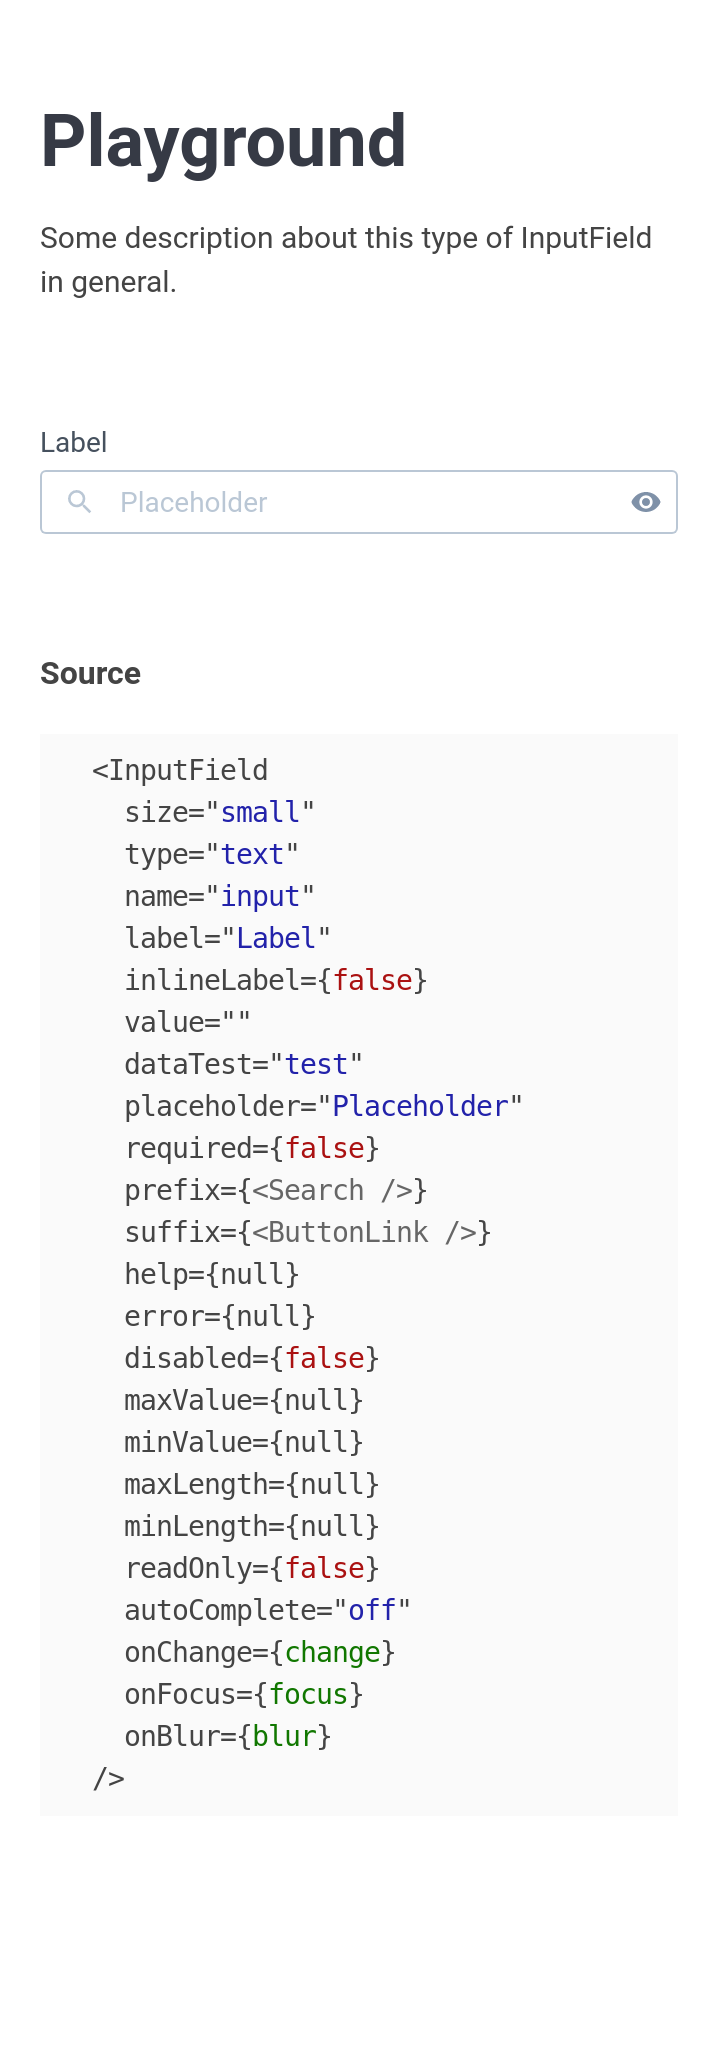 Playground
Some description about this type of InputField
in general.
Label
Placeholder
Source
<InputField
  size="small"
  type="text"
  name="input"
  label="Label"
  inlineLabel={false}
  value=""
  dataTest="test"
  placeholder="Placeholder"
  required={false}
  prefix={<Search />}
  suffix={<ButtonLink />}
  help={null}
  error={null}
  disabled={false}
  maxValue={null}
  minValue={null}
  maxLength={null}
  minLength={null}
  readOnly={false}
  autoComplete="off"
  onChange={change}
  onFocus={focus}
  onBlur={blur}
/>